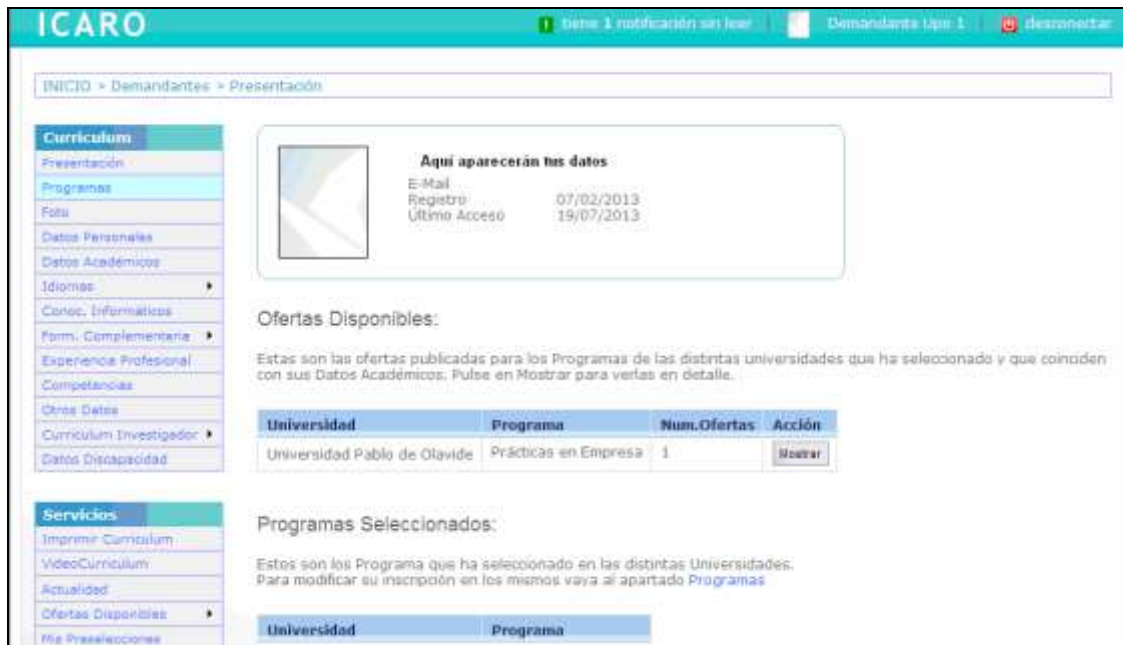 ICARO
tiene 1 notificación sin leer
Demandante tipo 1
desconectar
INICIO > Demandantes > Presentación
Curriculum
Presentación
Programas
Foto
Datos Personales
Datos Académicos
Idiomas
Conoc. Informáticos
Form. Complementaria
Experiencia Profesional
Competencias
Otros Datos
Curriculum Investigador
Datos Discapacidad
Servicios
Imprimir Curriculum
VideoCurriculum
Actualidad
Ofertas Disponibles
Mis Preselecciones
Aquí aparecerán tus datos
E-Mail
Registro 07/02/2013
Último Acceso 19/07/2013
Ofertas Disponibles:
Estas son las ofertas publicadas para los Programas de las distintas universidades que ha seleccionado y que coinciden
con sus Datos Académicos. Pulse en Mostrar para verlas en detalle.
Universidad Programa Num.Ofertas Acción
Universidad Pablo de Olavide Prácticas en Empresa 1 Mostrar
Programas Seleccionados:
Estos son los Programa que ha seleccionado en las distintas Universidades.
Para modificar su inscripción en los mismos vaya al apartado Programas
Universidad Programa